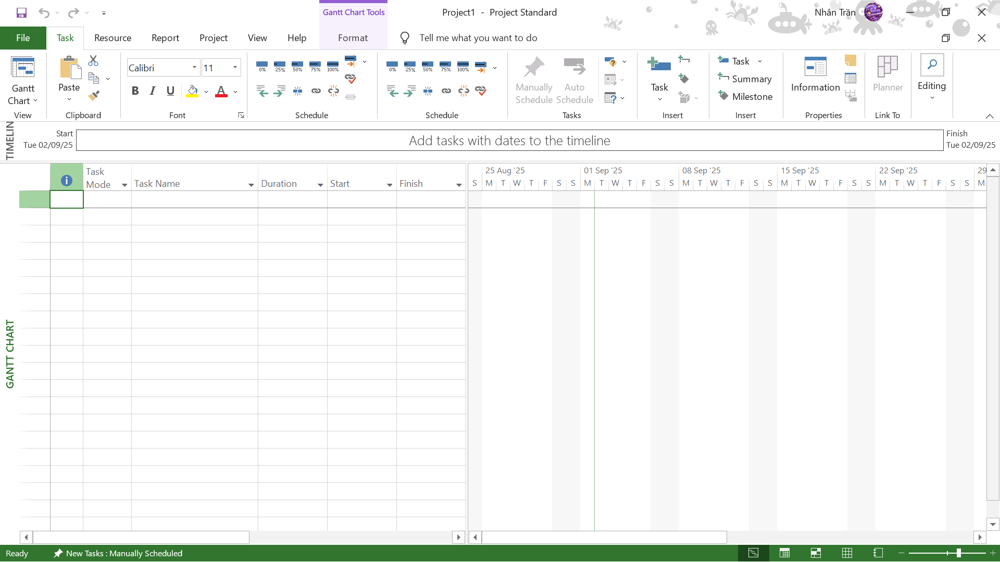 Gantt Chart Tools
Project1 - Project Standard
Nhân Trần
File
Task
Resource
Report
Project
View
Help
Format
Tell me what you want to do
Gantt
Chart
View
Paste
Clipboard
Calibri
11
B I U
A
Font
0%
25%
50%
75%
100%
Schedule
0%
25%
50%
75%
100%
Schedule
Manually
Schedule
Auto
Schedule
Tasks
Task
Insert
Task
Summary
Milestone
Insert
Information
Properties
Planner
Link To
Editing
TIMELIN
Start
Tue 02/09/25
Add tasks with dates to the timeline
Finish
Tue 02/09/25
Task
Mode
Task Name
Duration
Start
Finish
25 Aug '25
01 Sep '25
08 Sep '25
15 Sep '25
22 Sep '25
29
S M T W T F S S M T W T F S S M T W T F S S M T W T F S S M T W T F S S M
GANTT CHART
Ready
New Tasks : Manually Scheduled